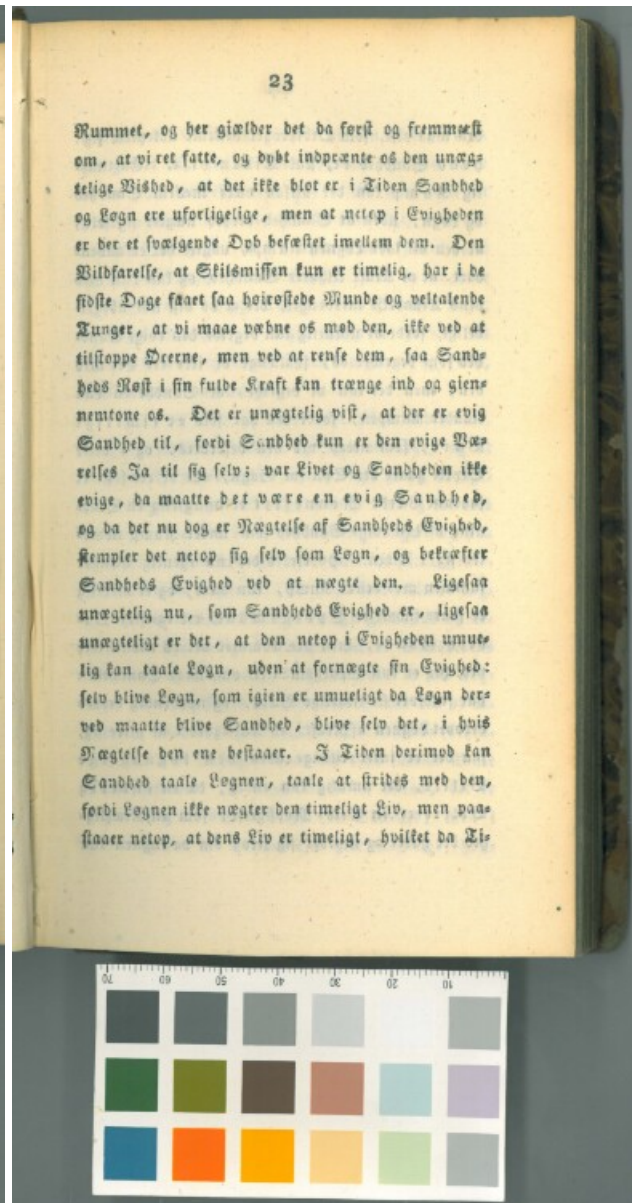 23
Rummet, og her giælder det da først og fremmæst
om, at vi ret fatte, og dybt indprænte os den unæg⸗
telige Vished, at det ikke blot er i Tiden Sandhed
og Løgn ere uforligelige, men at netop i Evigheden
er der et svælgende Dyb befæstet imellem dem. Den
Vildfarelse, at Skilsmissen kun er timelig, har i de
sidste Dage faaet saa høirøstede Munde og veltalende
Tunger, at vi maae væbne os mod den, ikke ved at
tilstoppe Ørerne, men ved at rense dem, saa Sand⸗
heds Røst i sin fulde Kraft kan trænge ind og gien⸗
nemtone os. Det er unægtelig vist, at der er evig
Sandhed til, fordi Sandhed kun er den evige Væ⸗
relses Ja til sig selv; var Livet og Sandheden ikke
evige, da maatte det være en evig Sandhed,
og da det nu dog er Nægtelse af Sandheds Evighed,
stempler det netop sig selv som Løgn, og bekræfter
Sandheds Evighed ved at nægte den. Ligesaa
unægtelig nu, som Sandheds Evighed er, ligesaa
unægteligt er det, at den netop i Evigheden umue⸗
lig kan taale Løgn, uden at fornægte sin Evighed:
selv blive Løgn, som igien er umueligt da Løgn der⸗
ved maatte blive Sandhed, blive selv det, i hvis
Nægtelse den ene bestaaer. I Tiden derimod kan
Sandhed taale Løgnen, taale at strides med den,
fordi Løgnen ikke nægter den timeligt Liv, men paa⸗
staaer netop, at dens Liv er timeligt, hvilket da Ti⸗
70 60 50 40 30 20 10